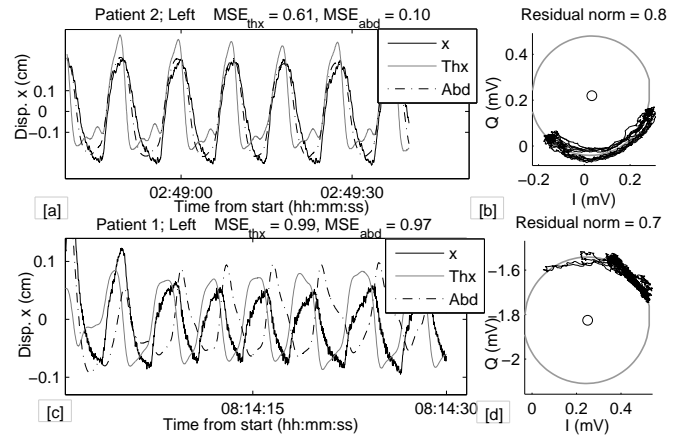 Patient 2; Left MSEthx = 0.61, MSEabd = 0.10
Disp. x (cm)
0.1
0
−0.1
x
Thx
Abd
02:49:00
02:49:30
[a]
Time from start (hh:mm:ss)
Residual norm = 0.8
Q (mV)
0.4
0.2
0
−0.2
0
0.2
[b]
I (mV)
Patient 1; Left MSEthx = 0.99, MSEabd = 0.97
Disp. x (cm)
0.1
0
−0.1
x
Thx
Abd
08:14:15
08:14:30
[c]
Time from start (hh:mm:ss)
Residual norm = 0.7
Q (mV)
−1.6
−1.8
−2
0
0.2
0.4
[d]
I (mV)